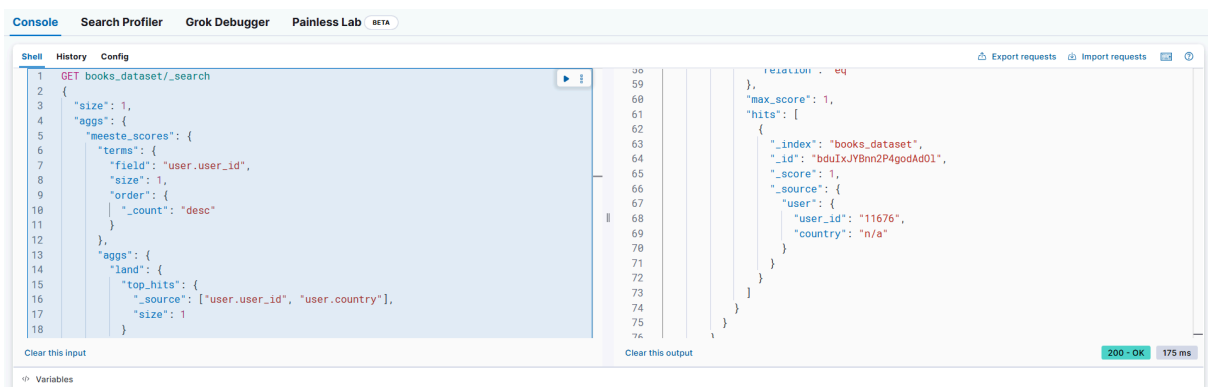 Console Search Profiler Grok Debugger Painless Lab BETA
Shell History Config Export requests Import requests
1 GET books_dataset/_search
2 {
3 "size": 1,
4 "aggs": {
5 "meeste_scores": {
6 "terms": {
7 "field": "user.user_id",
8 "size": 1,
9 "order": {
10 "_count": "desc"
11 }
12 },
13 "aggs": {
14 "land": {
15 "top_hits": {
16 "_source": ["user.user_id", "user.country"],
17 "size": 1
18 }
58 "relation": "eq"
59 },
60 "max_score": 1,
61 "hits": [
62 {
63 "_index": "books_dataset",
64 "_id": "bduIxJYBnn2P4godAdOl",
65 "_score": 1,
66 "_source": {
67 "user": {
68 "user_id": "11676",
69 "country": "n/a"
70 }
71 }
72 }
73 ]
74 }
75 }
76 }
Clear this input
Clear this output 200 - OK 175 ms
Variables